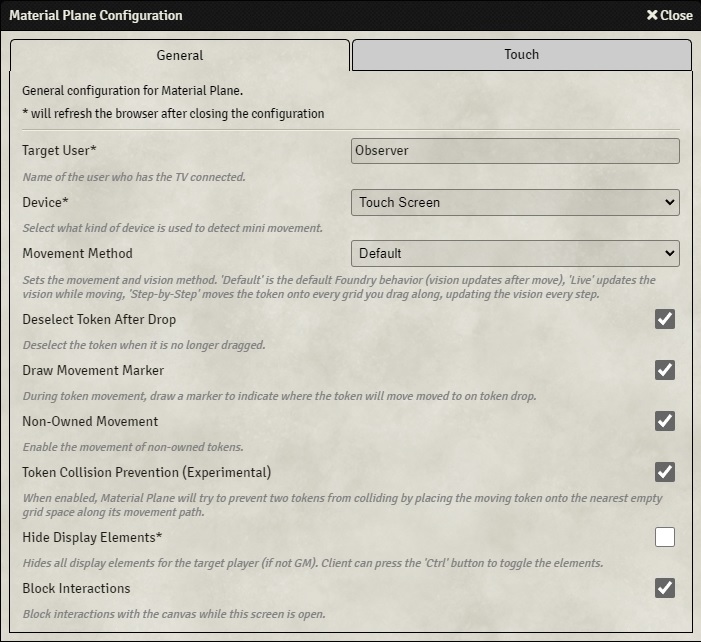 Material Plane Configuration
✖ Close
General
Touch
General configuration for Material Plane.
* will refresh the browser after closing the configuration
Target User*
Observer
Name of the user who has the TV connected.
Device*
Touch Screen
Select what kind of device is used to detect mini movement.
Movement Method
Default
Sets the movement and vision method. 'Default' is the default Foundry behavior (vision updates after move), 'Live' updates the
vision while moving, 'Step-by-Step' moves the token onto every grid you drag along, updating the vision every step.
Deselect Token After Drop
Deselect the token when it is no longer dragged.
Draw Movement Marker
During token movement, draw a marker to indicate where the token will move moved to on token drop.
Non-Owned Movement
Enable the movement of non-owned tokens.
Token Collision Prevention (Experimental)
When enabled, Material Plane will try to prevent two tokens from colliding by placing the moving token onto the nearest empty
grid space along its movement path.
Hide Display Elements*
Hides all display elements for the target player (if not GM). Client can press the 'Ctrl' button to toggle the elements.
Block Interactions
Block interactions with the canvas while this screen is open.